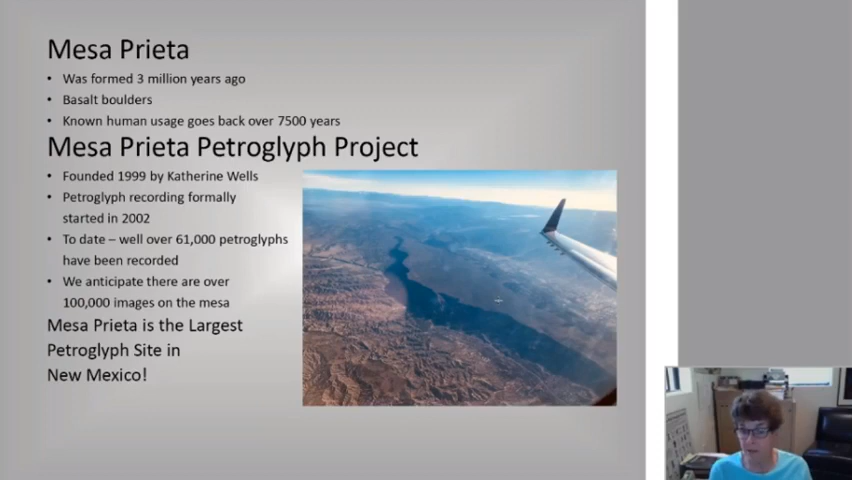 Mesa Prieta
• Was formed 3 million years ago
• Basalt boulders
• Known human usage goes back over 7500 years
Mesa Prieta Petroglyph Project
• Founded 1999 by Katherine Wells
• Petroglyph recording formally
started in 2002
• To date – well over 61,000 petroglyphs
have been recorded
• We anticipate there are over
100,000 images on the mesa
Mesa Prieta is the Largest
Petroglyph Site in
New Mexico!